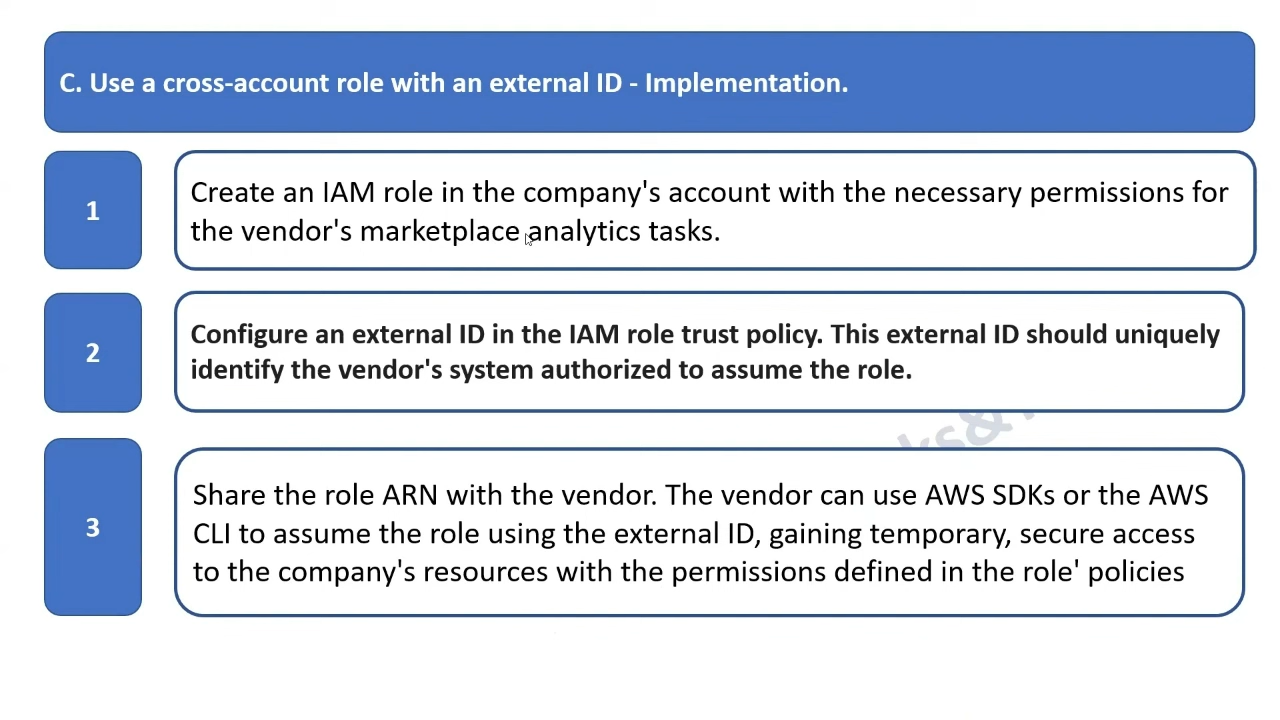 C. Use a cross-account role with an external ID - Implementation.
1
Create an IAM role in the company's account with the necessary permissions for
the vendor's marketplace analytics tasks.
2
Configure an external ID in the IAM role trust policy. This external ID should uniquely
identify the vendor's system authorized to assume the role.
3
Share the role ARN with the vendor. The vendor can use AWS SDKs or the AWS
CLI to assume the role using the external ID, gaining temporary, secure access
to the company's resources with the permissions defined in the role' policies